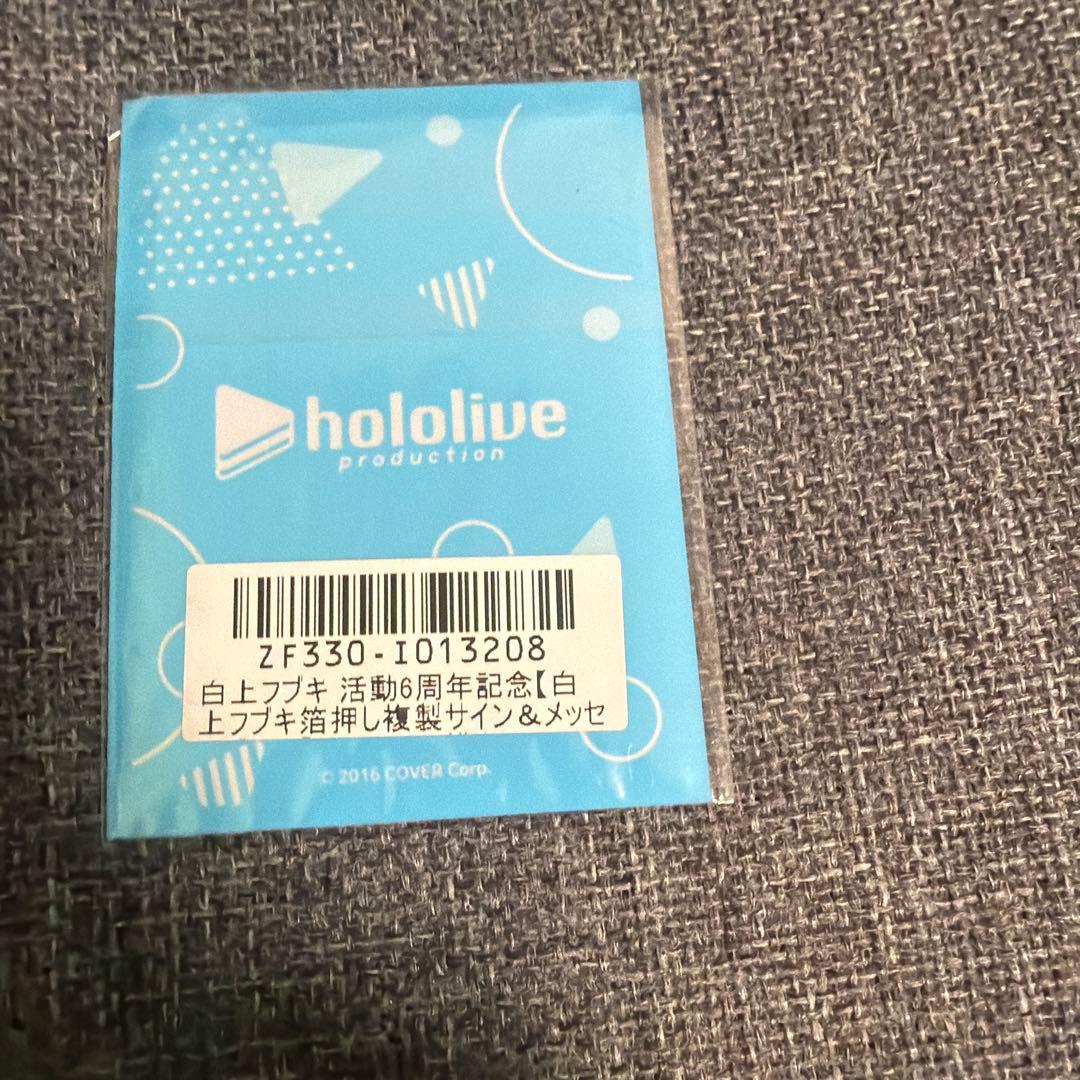 hololive
production
ZF330-I013208
白上フブキ 活動6周年記念【白
上フブキ箔押し複製サイン&メッセ
© 2016 COVER Corp.